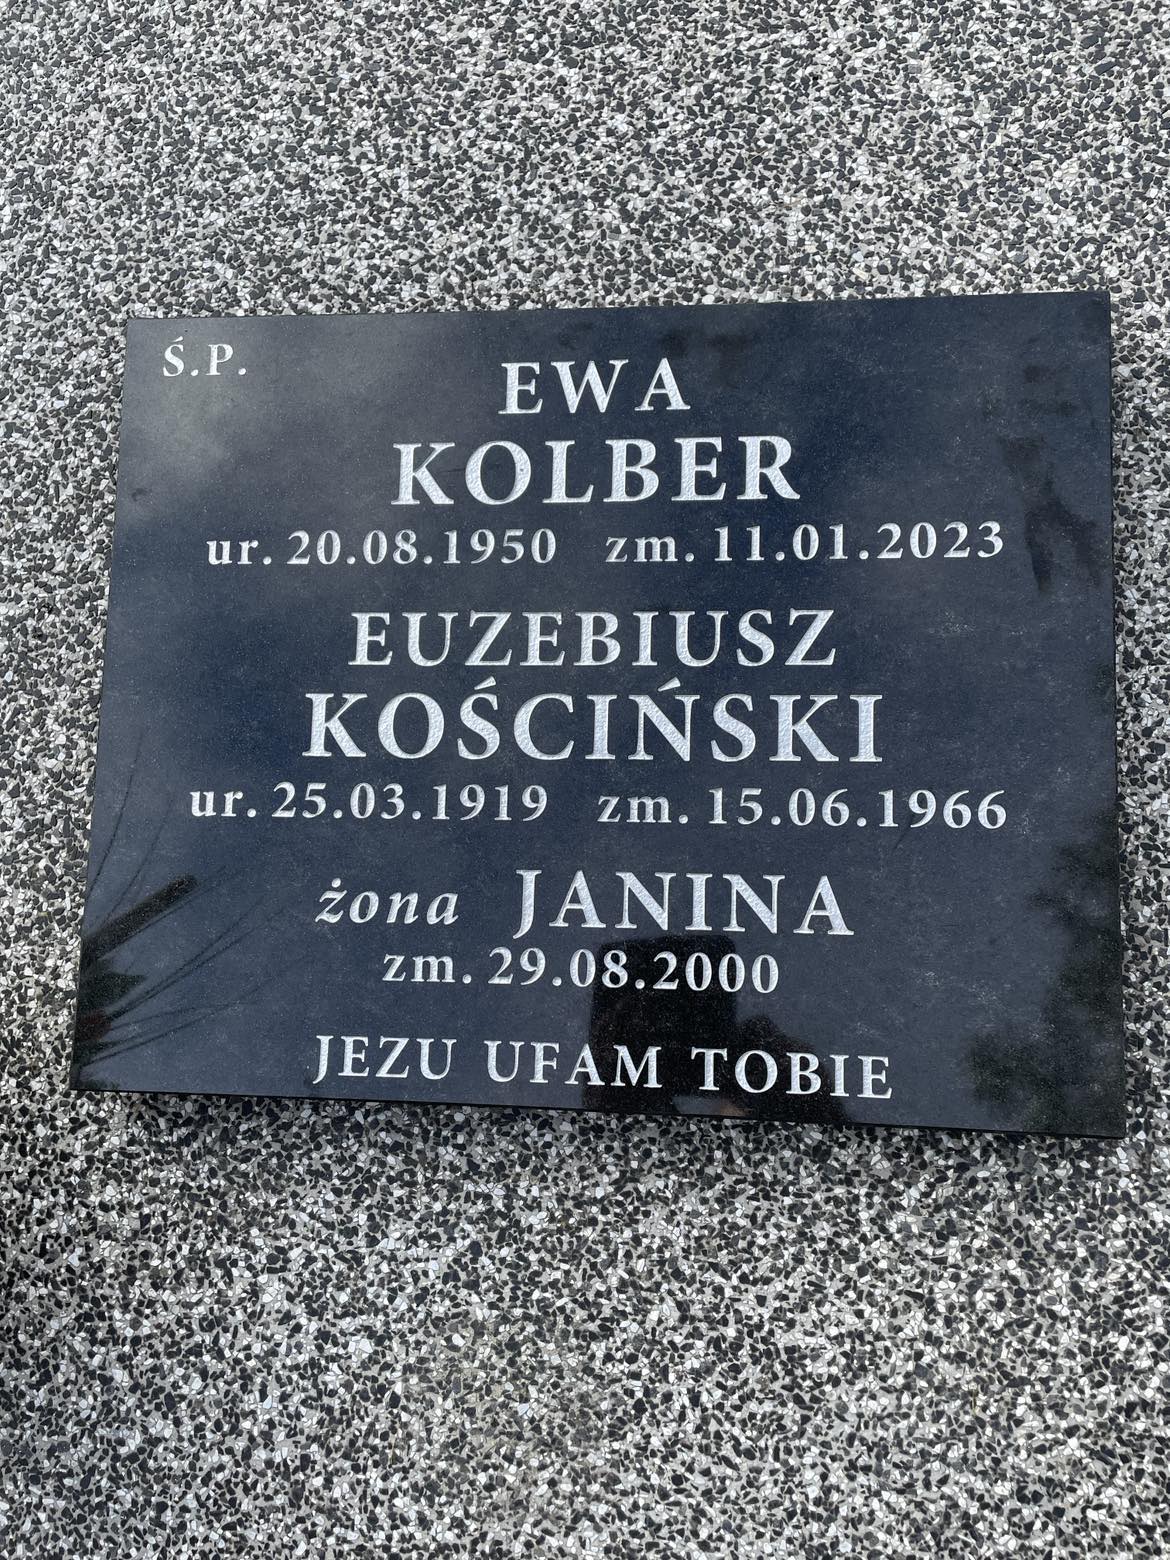 Ś.P.
EWA
KOLBER
ur. 20.08.1950 zm. 11.01.2023
EUZEBIUSZ
KOŚCIŃSKI
ur. 25.03.1919 zm. 15.06.1966
żona JANINA
zm. 29.08.2000
JEZU UFAM TOBIE